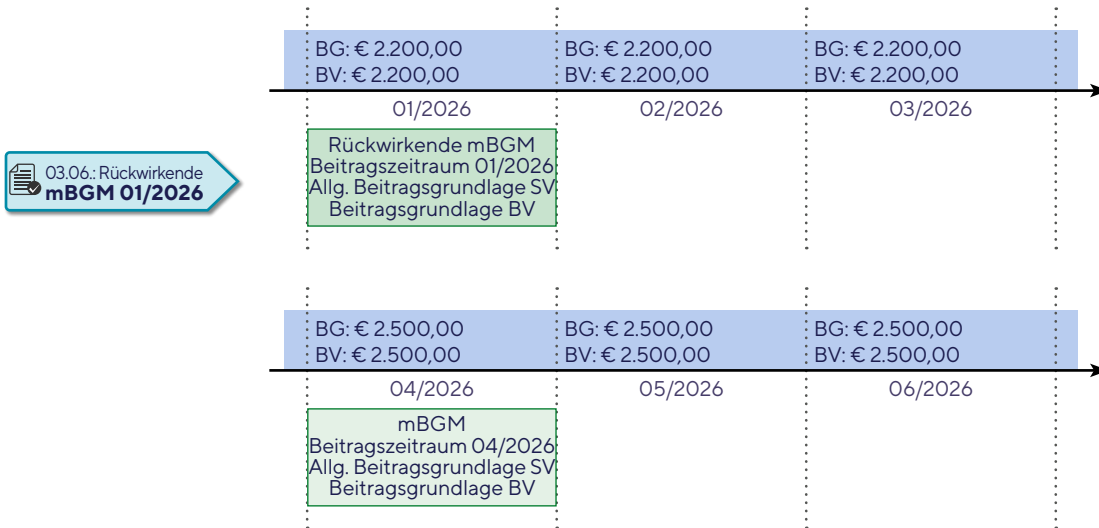 BG: € 2.200,00
BV: € 2.200,00
BG: € 2.200,00
BV: € 2.200,00
BG: € 2.200,00
BV: € 2.200,00
01/2026
02/2026
03/2026
03.06.: Rückwirkende
mBGM 01/2026
Rückwirkende mBGM
Beitragszeitraum 01/2026
Allg. Beitragsgrundlage SV
Beitragsgrundlage BV
BG: € 2.500,00
BV: € 2.500,00
BG: € 2.500,00
BV: € 2.500,00
BG: € 2.500,00
BV: € 2.500,00
04/2026
05/2026
06/2026
mBGM
Beitragszeitraum 04/2026
Allg. Beitragsgrundlage SV
Beitragsgrundlage BV